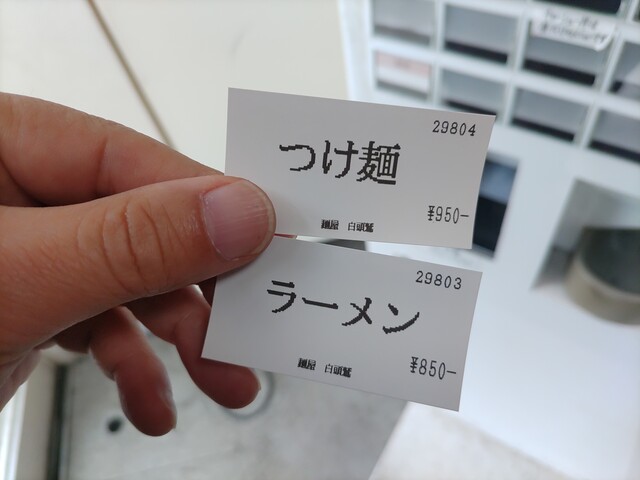 29804
つけ麺
¥950-
麺屋 白頭鷲
29803
ラーメン
¥850-
麺屋 白頭鷲